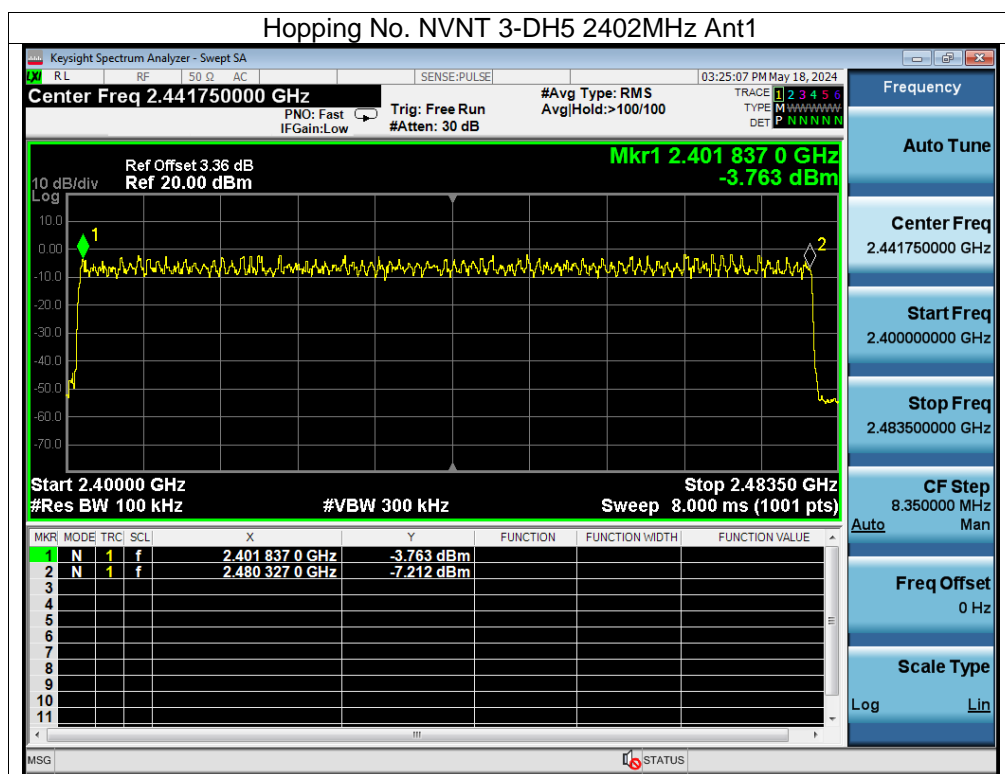 Hopping No. NVNT 3-DH5 2402MHz Ant1
Keysight Spectrum Analyzer - Swept SA
LXI RL RF 50 Ω AC SENSE:PULSE 03:25:07 PM May 18, 2024
Center Freq 2.441750000 GHz
PNO: Fast
IFGain:Low
Trig: Free Run
#Atten: 30 dB
#Avg Type: RMS
Avg|Hold:>100/100
TRACE 1 2 3 4 5 6
TYPE M W W W W W
DET P N N N N N
Frequency
Mkr1 2.401 837 0 GHz
-3.763 dBm
Ref Offset 3.36 dB
Ref 20.00 dBm
10 dB/div
Log
10.0
0.00
-10.0
-20.0
-30.0
-40.0
-50.0
-60.0
-70.0
1
2
Start 2.40000 GHz Stop 2.48350 GHz
#Res BW 100 kHz #VBW 300 kHz Sweep 8.000 ms (1001 pts)
MKR MODE TRC SCL X Y FUNCTION FUNCTION WIDTH FUNCTION VALUE
1 N 1 f 2.401 837 0 GHz -3.763 dBm
2 N 1 f 2.480 327 0 GHz -7.212 dBm
3
4
5
6
7
8
9
10
11
Auto Tune
Center Freq
2.441750000 GHz
Start Freq
2.400000000 GHz
Stop Freq
2.483500000 GHz
CF Step
8.350000 MHz
Auto Man
Freq Offset
0 Hz
Scale Type
Log Lin
MSG STATUS